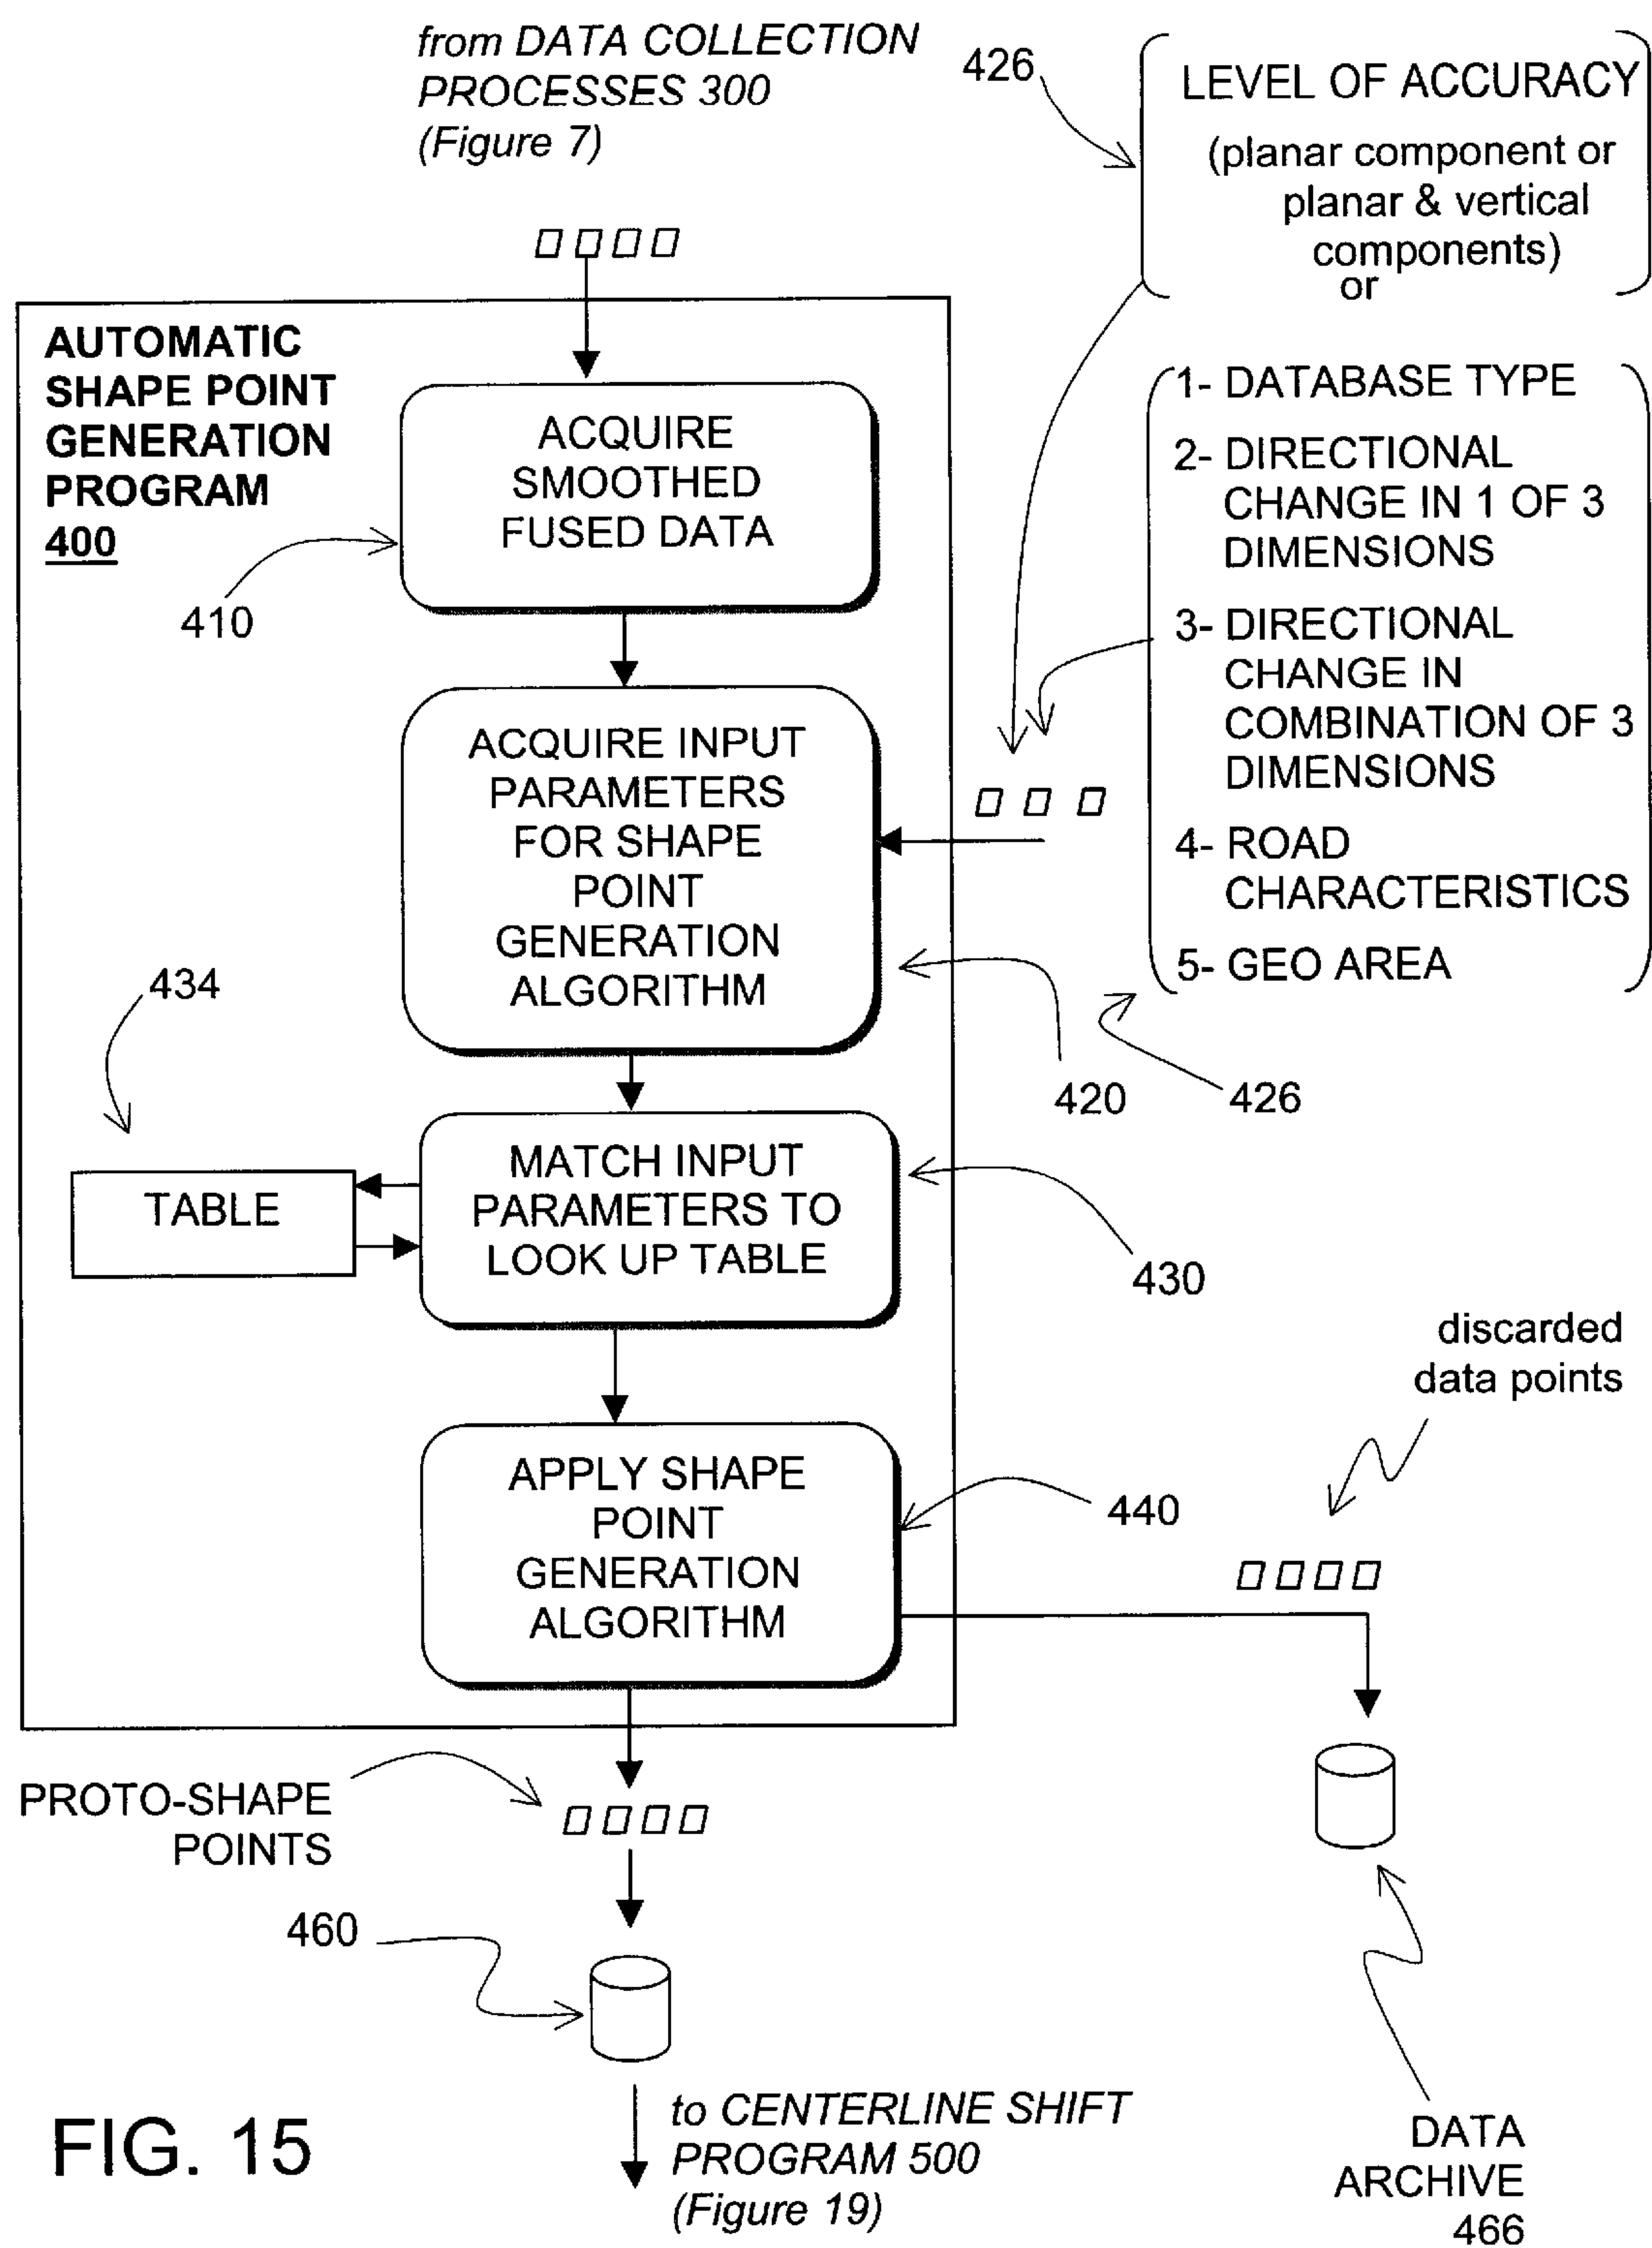 from DATA COLLECTION
PROCESSES 300
(Figure 7)
426
LEVEL OF ACCURACY
(planar component or
planar & vertical
components)
or
AUTOMATIC
SHAPE POINT
GENERATION
PROGRAM
400
ACQUIRE
SMOOTHED
FUSED DATA
410
1- DATABASE TYPE
2- DIRECTIONAL
CHANGE IN 1 OF 3
DIMENSIONS
3- DIRECTIONAL
CHANGE IN
COMBINATION OF 3
DIMENSIONS
4- ROAD
CHARACTERISTICS
5- GEO AREA
ACQUIRE INPUT
PARAMETERS
FOR SHAPE
POINT
GENERATION
ALGORITHM
420
426
434
TABLE
MATCH INPUT
PARAMETERS TO
LOOK UP TABLE
430
discarded
data points
APPLY SHAPE
POINT
GENERATION
ALGORITHM
440
PROTO-SHAPE
POINTS
460
to CENTERLINE SHIFT
PROGRAM 500
(Figure 19)
DATA
ARCHIVE
466
FIG. 15